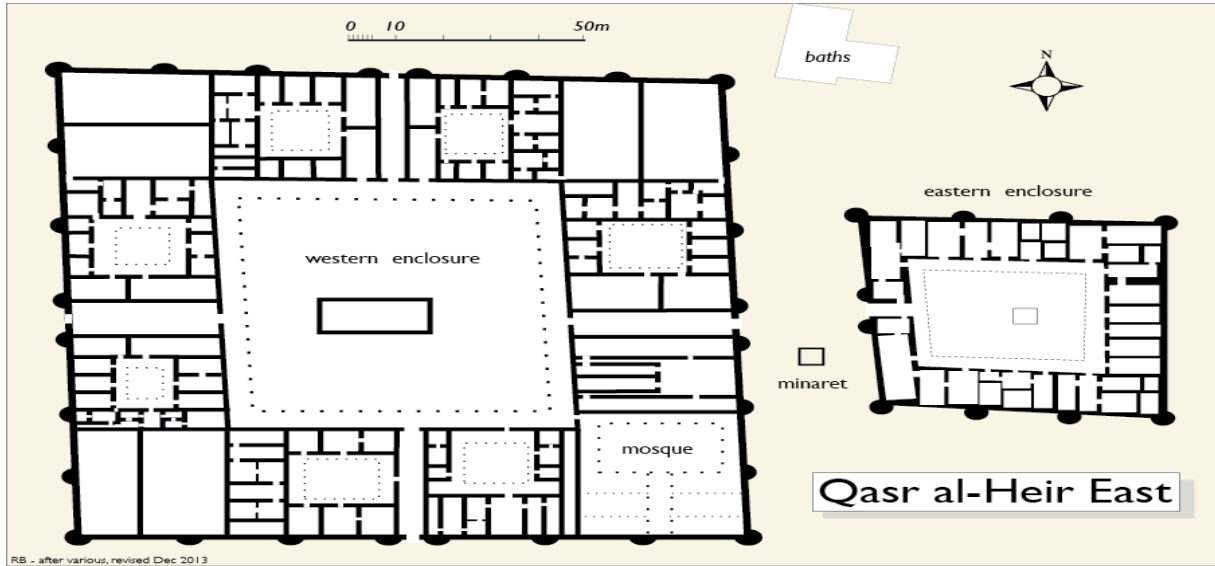 0 10 50m
baths
N
eastern enclosure
western enclosure
minaret
mosque
Qasr al-Heir East
RB - after various, revised Dec 2013